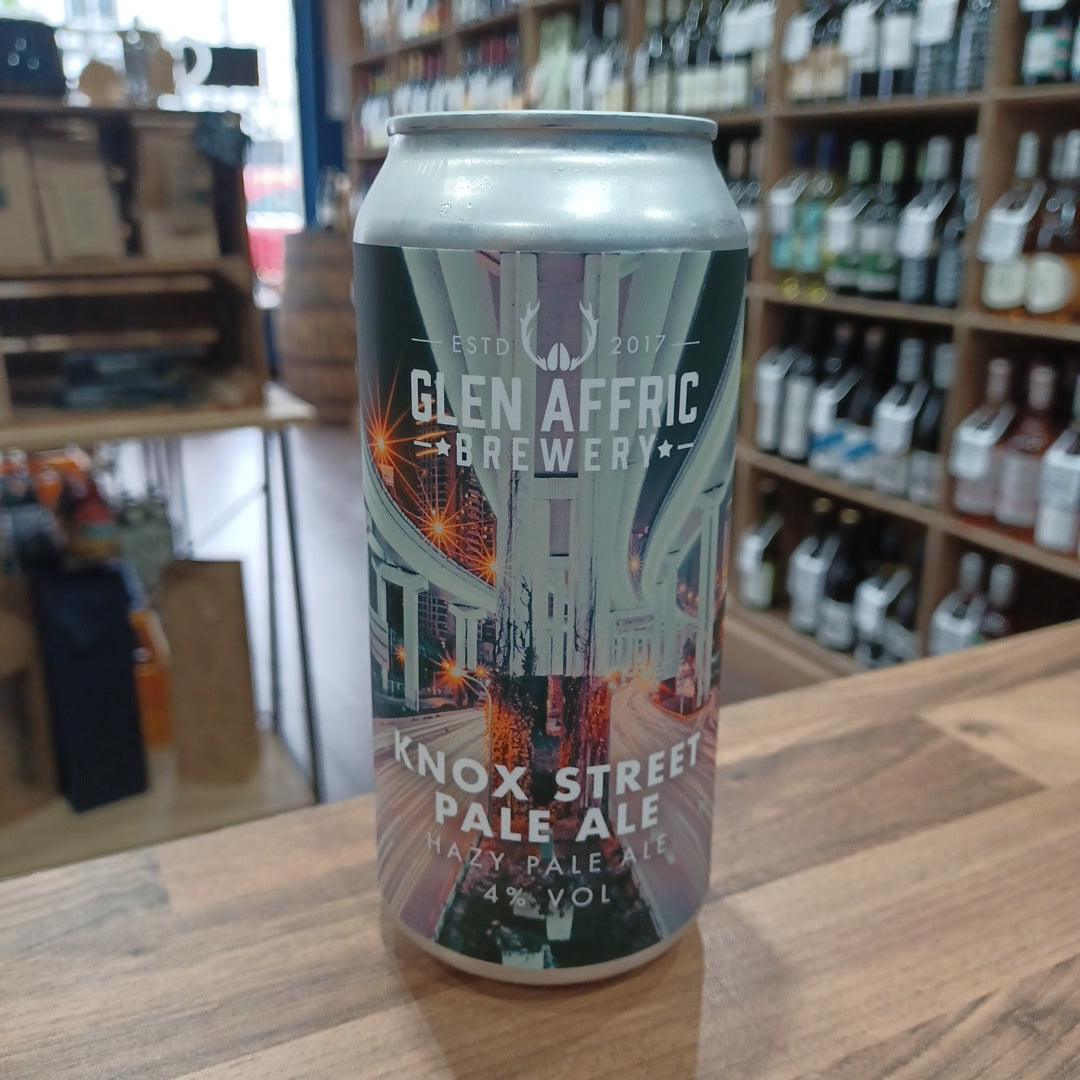 ESTD 2017
GLEN AFFRIC
BREWERY
KNOX STREET
PALE ALE
HAZY PALE ALE
4% VOL